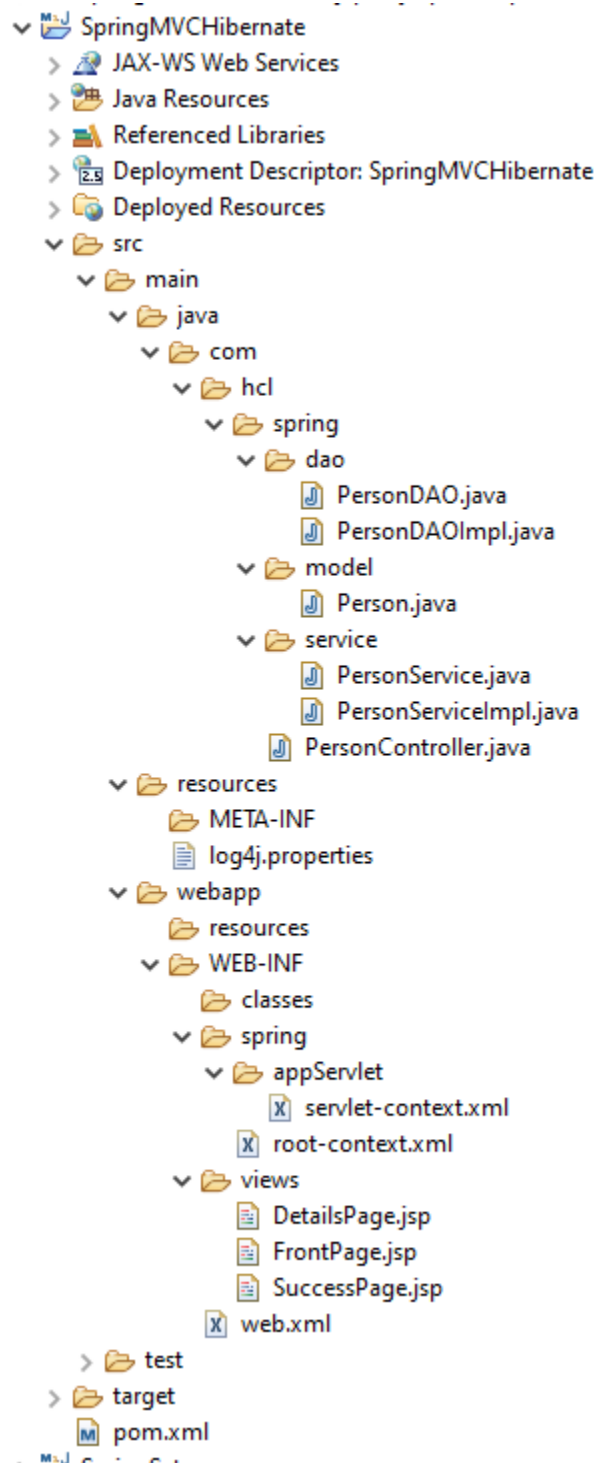 SpringMVCHibernate
JAX-WS Web Services
Java Resources
Referenced Libraries
Deployment Descriptor: SpringMVCHibernate
Deployed Resources
src
main
java
com
hcl
spring
dao
PersonDAO.java
PersonDAOImpl.java
model
Person.java
service
PersonService.java
PersonServiceImpl.java
PersonController.java
resources
META-INF
log4j.properties
webapp
resources
WEB-INF
classes
spring
appServlet
servlet-context.xml
root-context.xml
views
DetailsPage.jsp
FrontPage.jsp
SuccessPage.jsp
web.xml
test
target
pom.xml